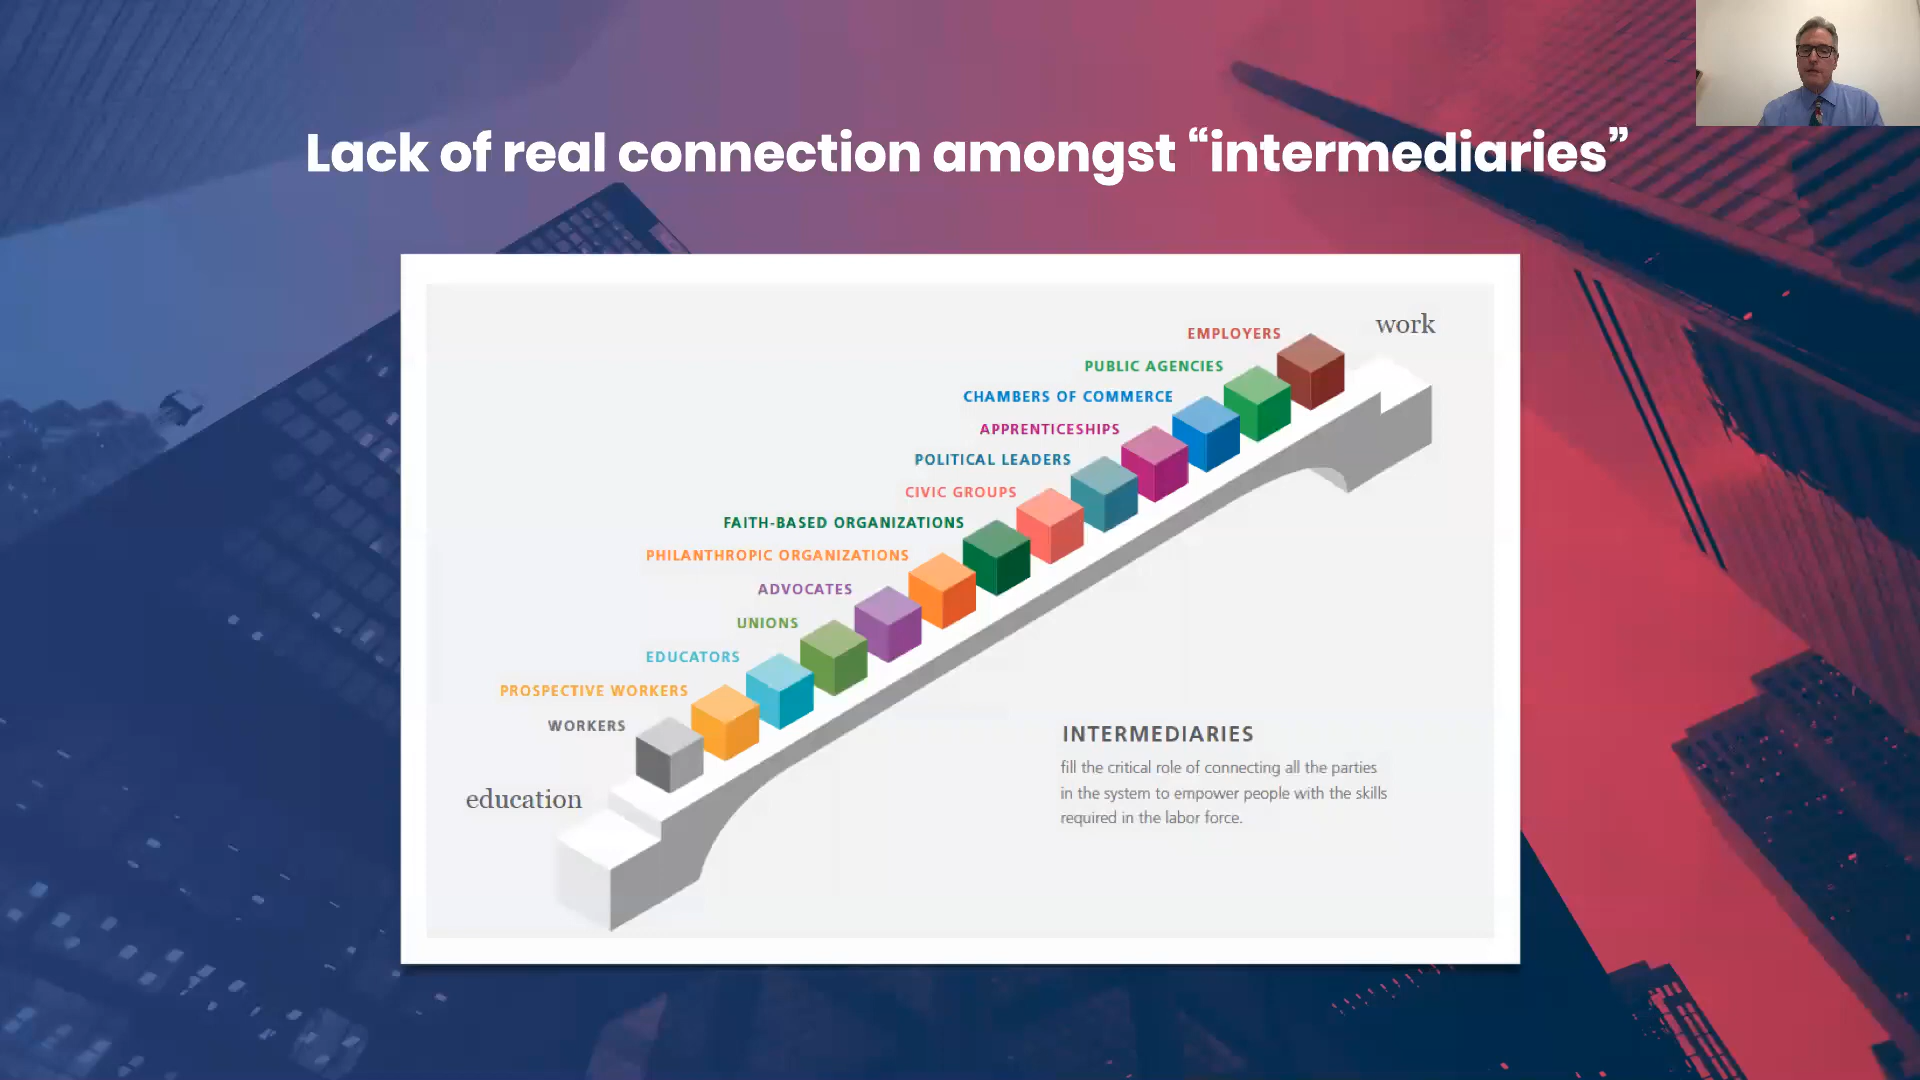 Lack of real connection amongst “intermediaries”
work
EMPLOYERS
PUBLIC AGENCIES
CHAMBERS OF COMMERCE
APPRENTICESHIPS
POLITICAL LEADERS
CIVIC GROUPS
FAITH-BASED ORGANIZATIONS
PHILANTHROPIC ORGANIZATIONS
ADVOCATES
UNIONS
EDUCATORS
PROSPECTIVE WORKERS
WORKERS
education
INTERMEDIARIES
fill the critical role of connecting all the parties
in the system to empower people with the skills
required in the labor force.